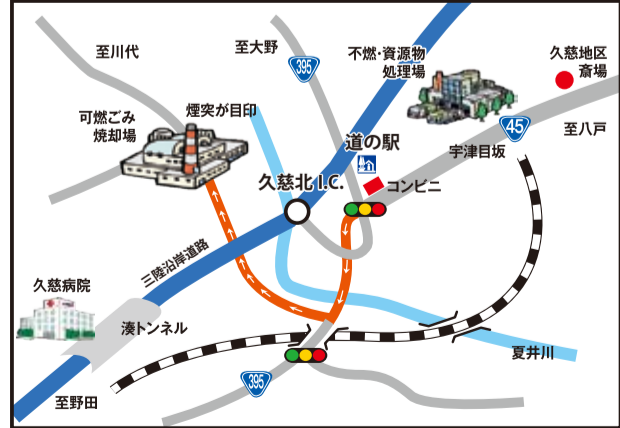 至川代
至大野
395
不燃・資源物
処理場
久慈地区
斎場
可燃ごみ
焼却場
煙突が目印
45
至八戸
道の駅
宇津目坂
久慈北 I.C.
コンビニ
三陸沿岸道路
久慈病院
湊トンネル
夏井川
395
至野田